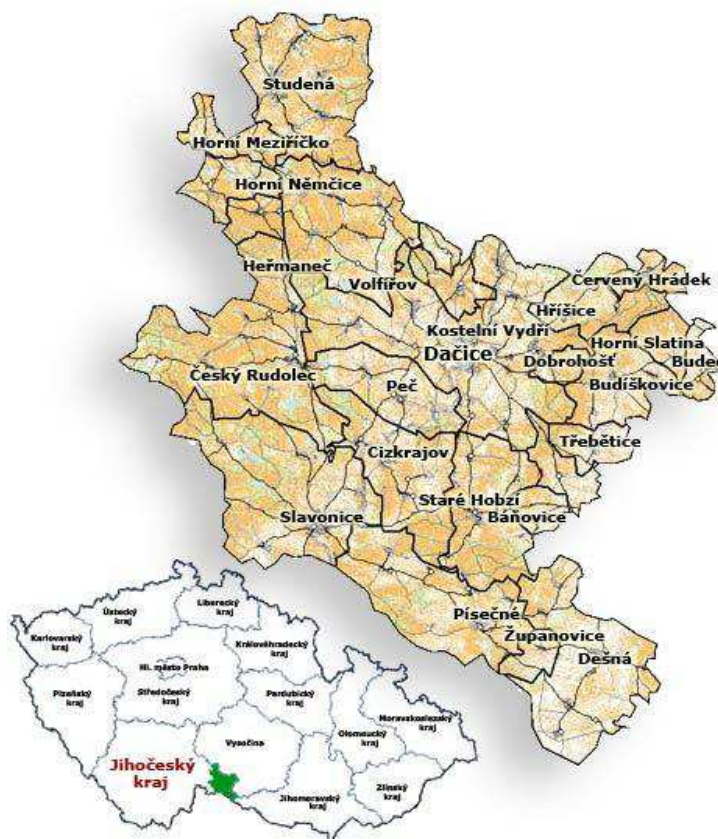 Studená
Horní Meziříčko
Horní Němčice
Heřmaneč
Volfířov
Červený Hrádek
Hříšice
Kostelní Vydří
Horní Slatina
Dačice
Dobrohošť
Budeč
Český Rudolec
Peč
Budíškovice
Třebětice
Cizkrajov
Staré Hobzí
Slavonice
Báňovice
Písečné
Županovice
Dešná
Liberecký
kraj
Ústecký
kraj
Karlovarský
kraj
Královéhradecký
kraj
Hl. město Praha
Plzeňský
kraj
Středočeský
kraj
Pardubický
kraj
Moravskoslezský
kraj
Olomoucký
kraj
Vysočina
Jihočeský
kraj
Zlínský
kraj
Jihomoravský
kraj